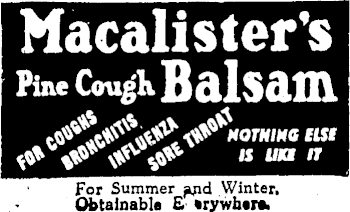 Macalister's
Pine Cough Balsam
FOR COUGHS
BRONCHITIS
INFLUENZA
SORE THROAT
NOTHING ELSE
IS LIKE IT
For Summer and Winter.
Obtainable E erywhere.